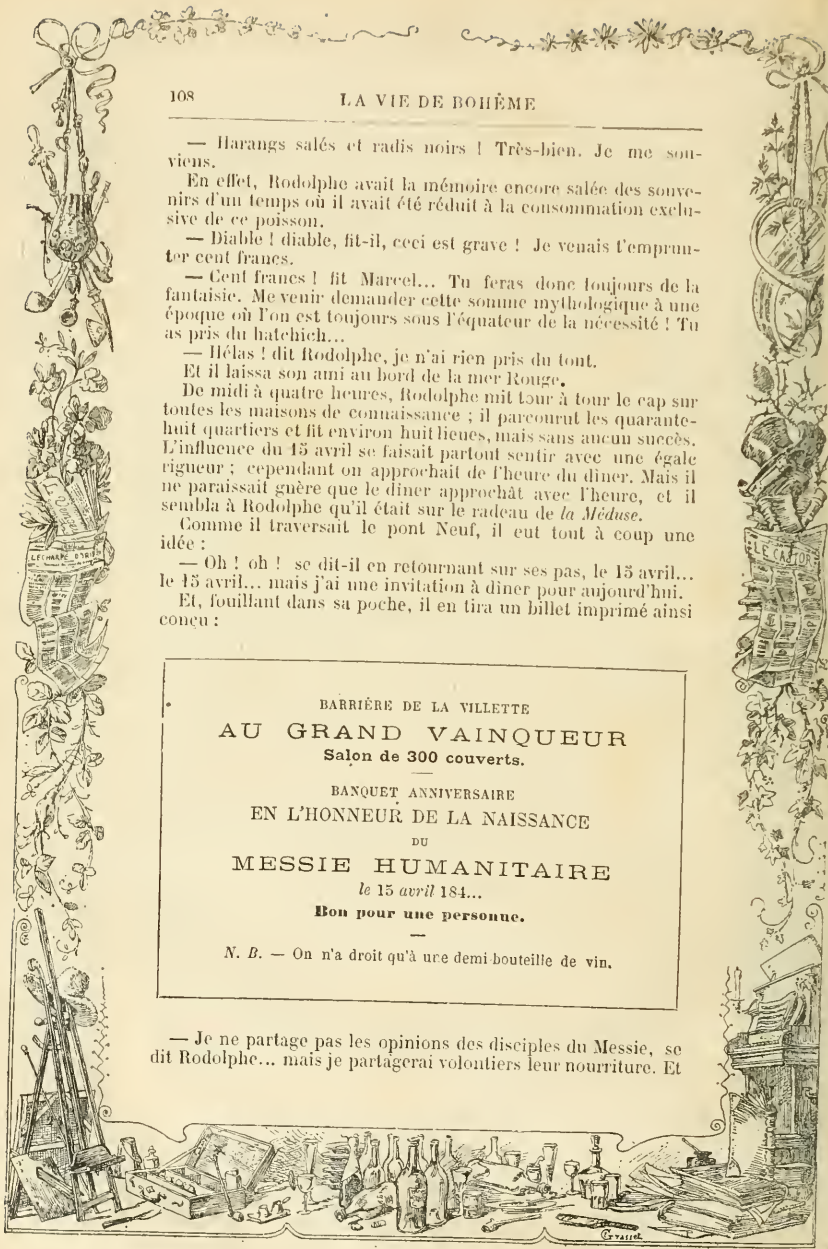 108
LA VIE DE BOHÊME
— Harangs salés et radis noirs ! Très-bien. Je me sou-
viens.
En effet, Rodolphe avait la mémoire encore salée des souve-
nirs d'un temps où il avait été réduit à la consommation exclu-
sive de ce poisson.
— Diable ! diable, fit-il, ceci est grave ! Je venais t'emprun-
ter cent francs.
— Cent francs ! fit Marcel... Tu feras donc toujours de la
fantaisie. Me venir demander cette somme mythologique à une
époque où l'on est toujours sous l'équateur de la nécessité ! Tu
as pris du hatchich...
— Hélas ! dit Rodolphe, je n'ai rien pris du tout.
Et il laissa son ami au bord de la mer Rouge.
De midi à quatre heures, Rodolphe mit tour à tour le cap sur
toutes les maisons de connaissance ; il parcourut les quarante-
huit quartiers et fit environ huit lieues, mais sans aucun succès.
L'influence du 15 avril se faisait partout sentir avec une égale
rigueur ; cependant on approchait de l'heure du dîner. Mais il
ne paraissait guère que le dîner approchât avec l'heure, et il
sembla à Rodolphe qu'il était sur le radeau de la Méduse.
Comme il traversait le pont Neuf, il eut tout à coup une
idée :
— Oh ! oh ! se dit-il en retournant sur ses pas, le 15 avril...
le 15 avril... mais j'ai une invitation à dîner pour aujourd'hui.
Et, fouillant dans sa poche, il en tira un billet imprimé ainsi
conçu :
BARRIÈRE DE LA VILLETTE
AU GRAND VAINQUEUR
Salon de 300 couverts.
BANQUET ANNIVERSAIRE
EN L'HONNEUR DE LA NAISSANCE
DU
MESSIE HUMANITAIRE
le 15 avril 184...
Bon pour une personne.
N. B. — On n'a droit qu'à une demi-bouteille de vin.
— Je ne partage pas les opinions des disciples du Messie, se
dit Rodolphe... mais je partagerai volontiers leur nourriture. Et
L'ECHARPE D'IRIS
LE CASTOR
Grasset